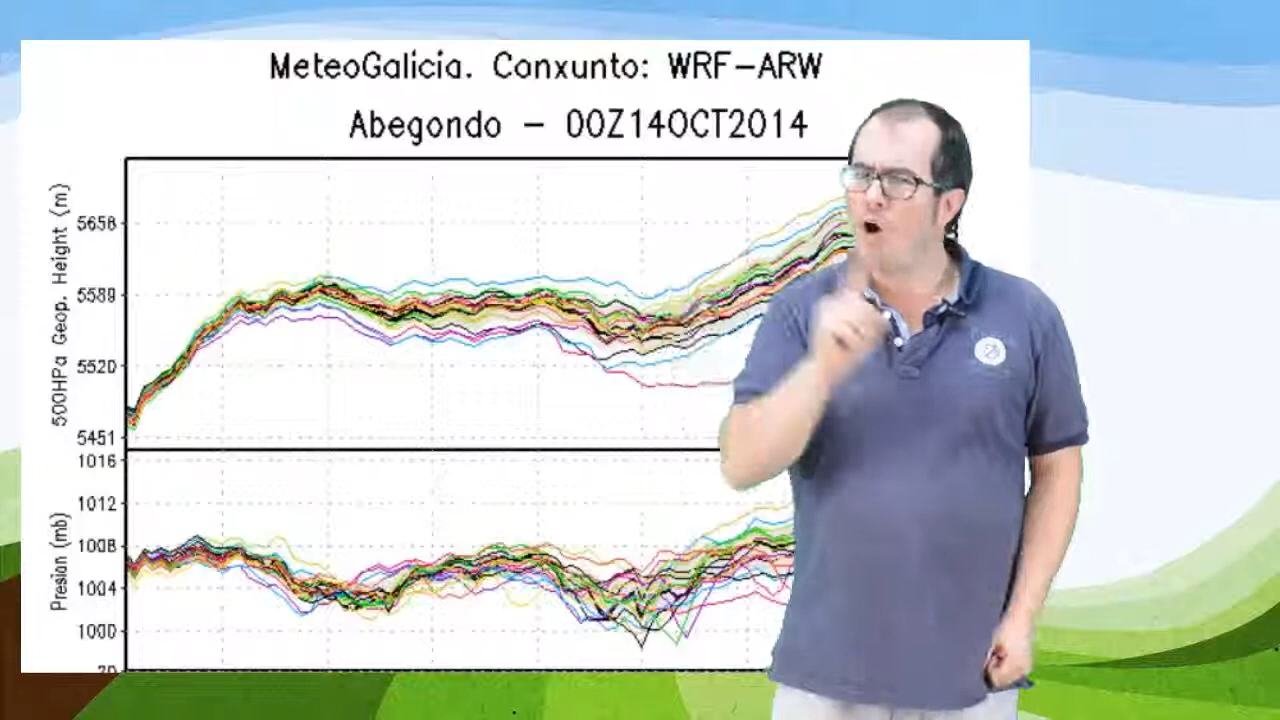 MeteoGalicia. Conxunto: WRF-ARW
Abegondo - 00Z14OCT2014
500HPa Geop. Height (m)
5658
5589
5520
5451
Presion (mb)
1016
1012
1008
1004
1000